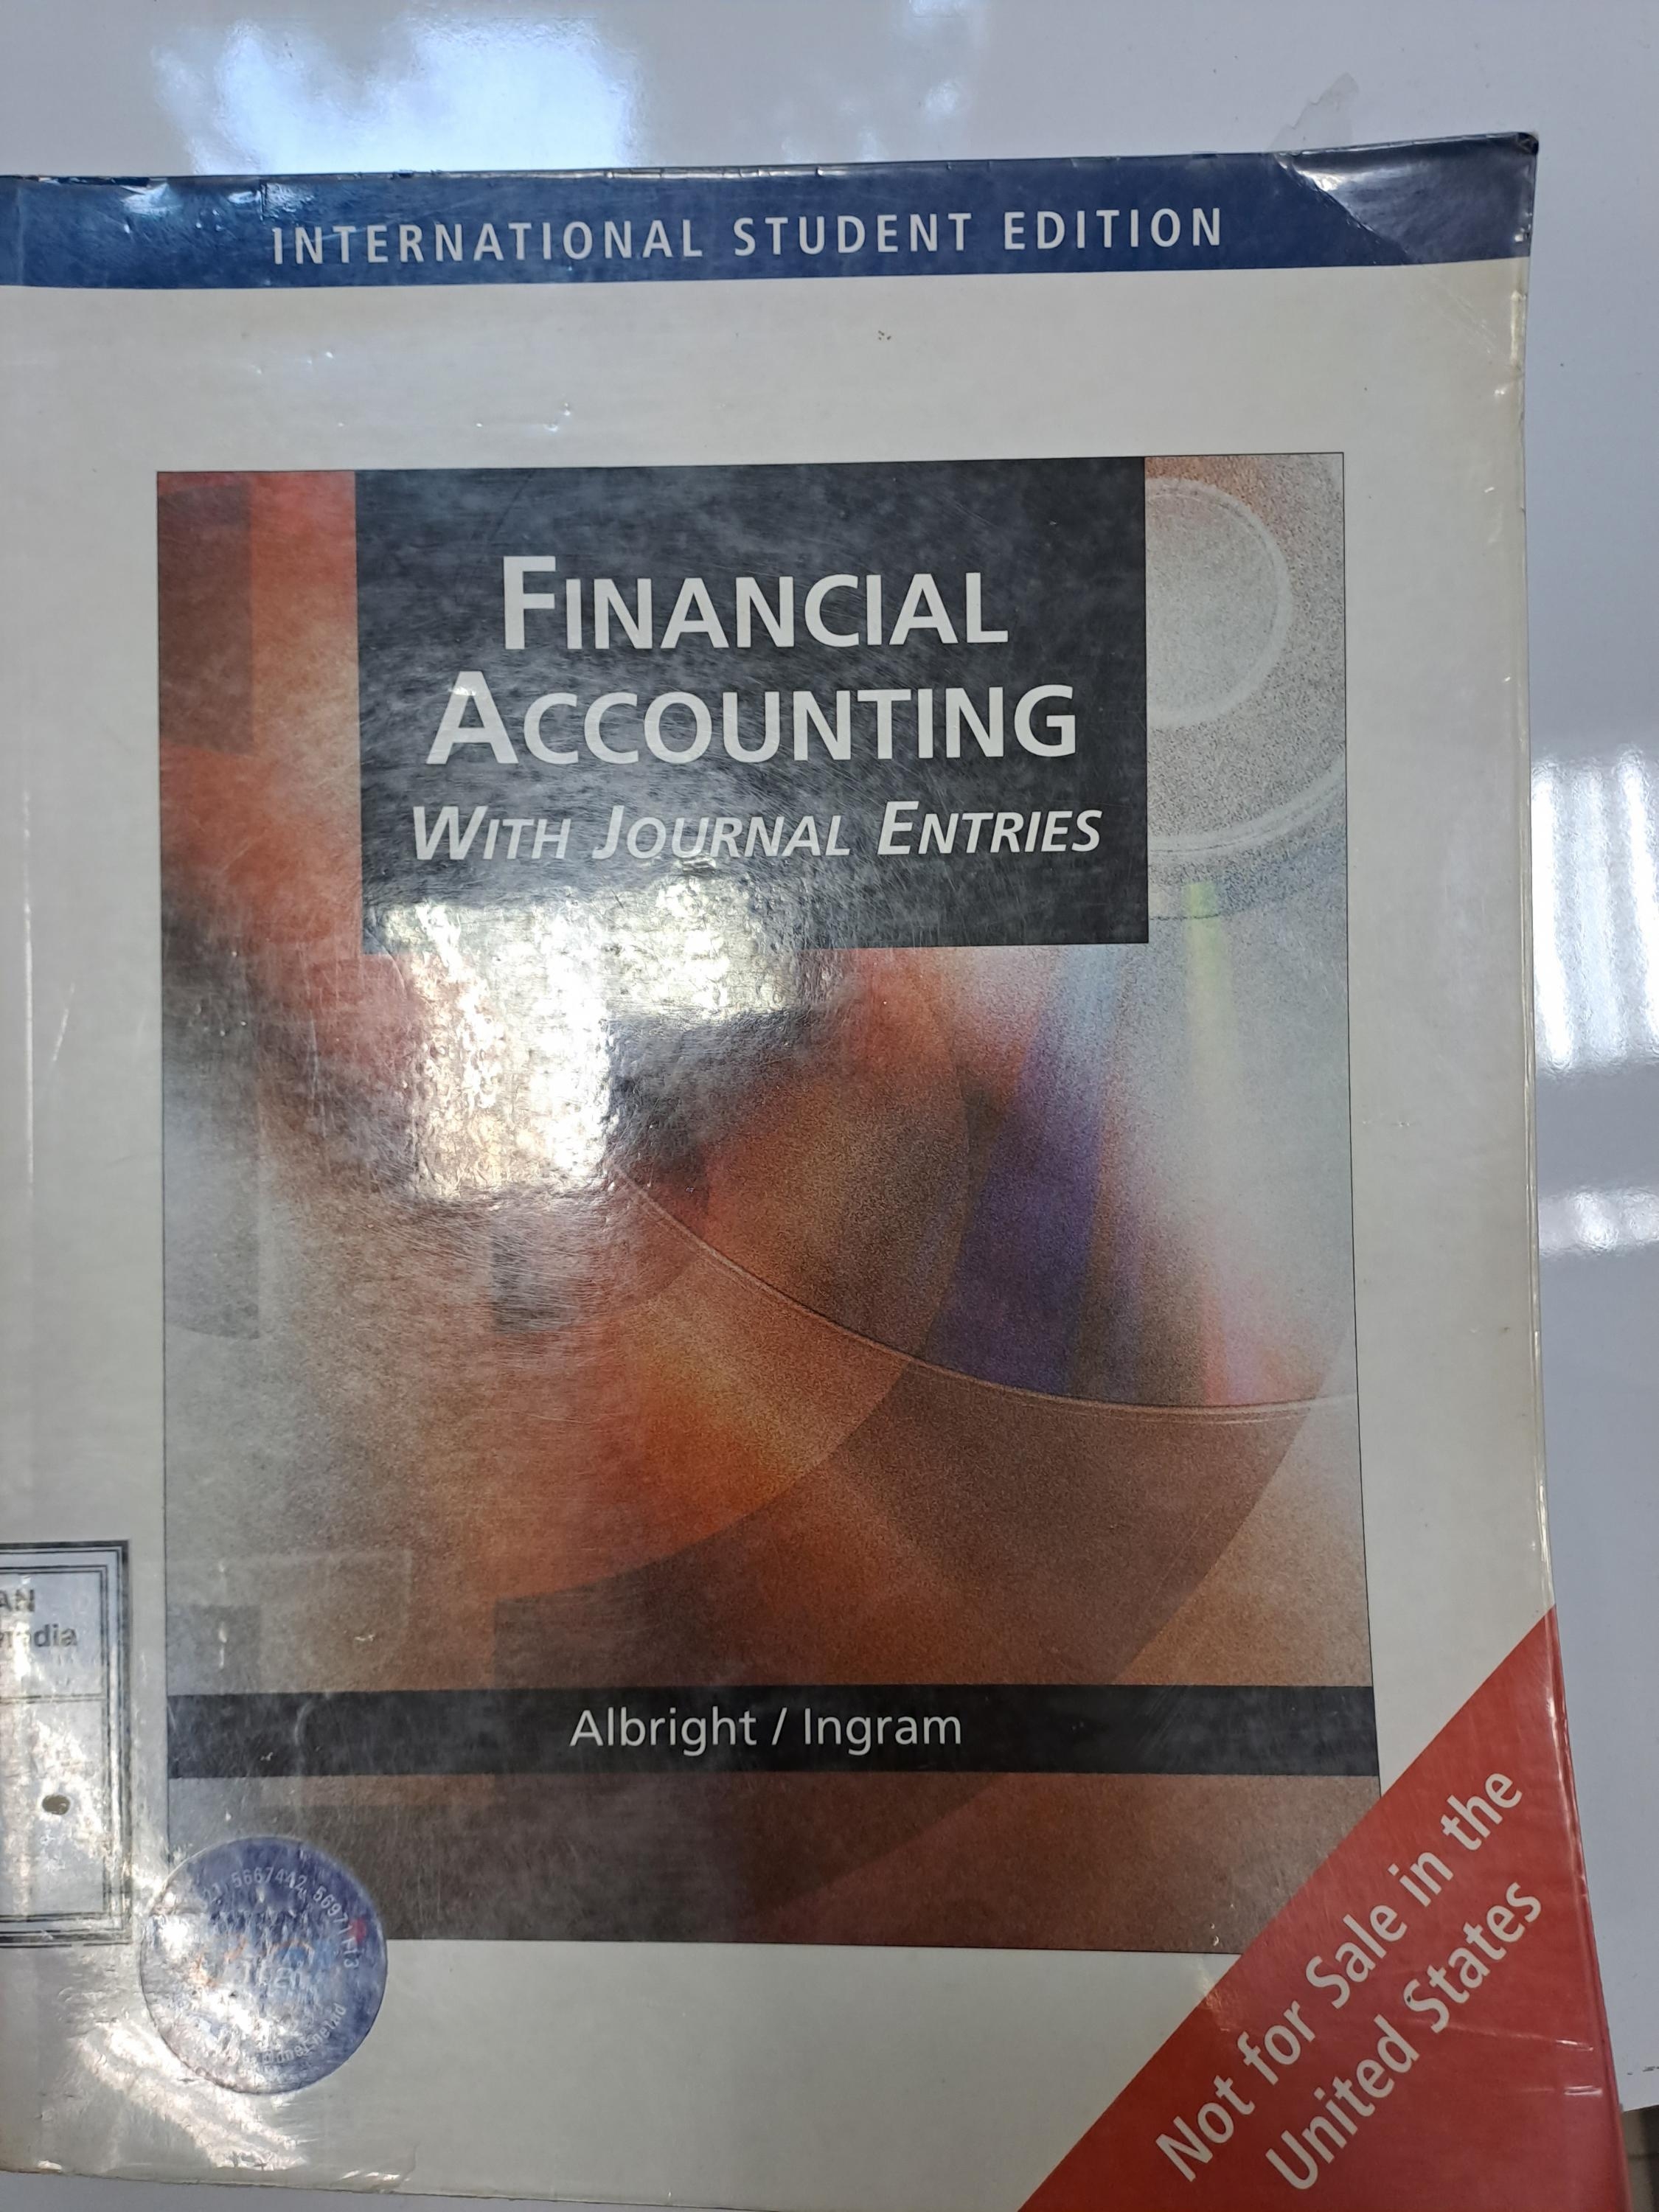 INTERNATIONAL STUDENT EDITION
FINANCIAL
ACCOUNTING
WITH JOURNAL ENTRIES
Albright / Ingram
Not for Sale in the
United States